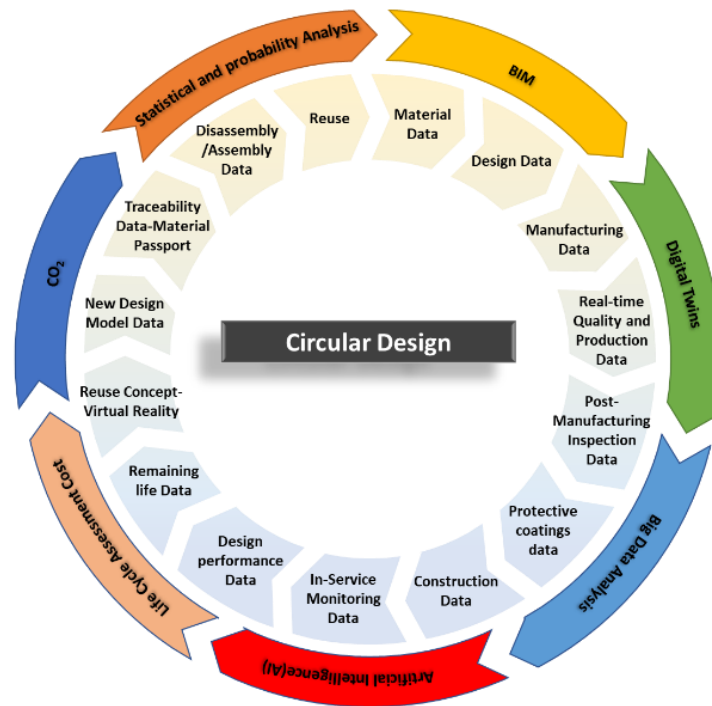 Statistical and probability Analysis
BIM
Digital Twins
Big Data Analysis
Artificial Intelligence(AI)
Life Cycle Assessment Cost
CO₂
Reuse
Material
Data
Design Data
Manufacturing
Data
Real-time
Quality and
Production
Data
Post-
Manufacturing
Inspection
Data
Protective
coatings
data
Construction
Data
In-Service
Monitoring
Data
Design
performance
Data
Remaining
life Data
Reuse Concept-
Virtual Reality
New Design
Model Data
Traceability
Data-Material
Passport
Disassembly
/Assembly
Data
Circular Design